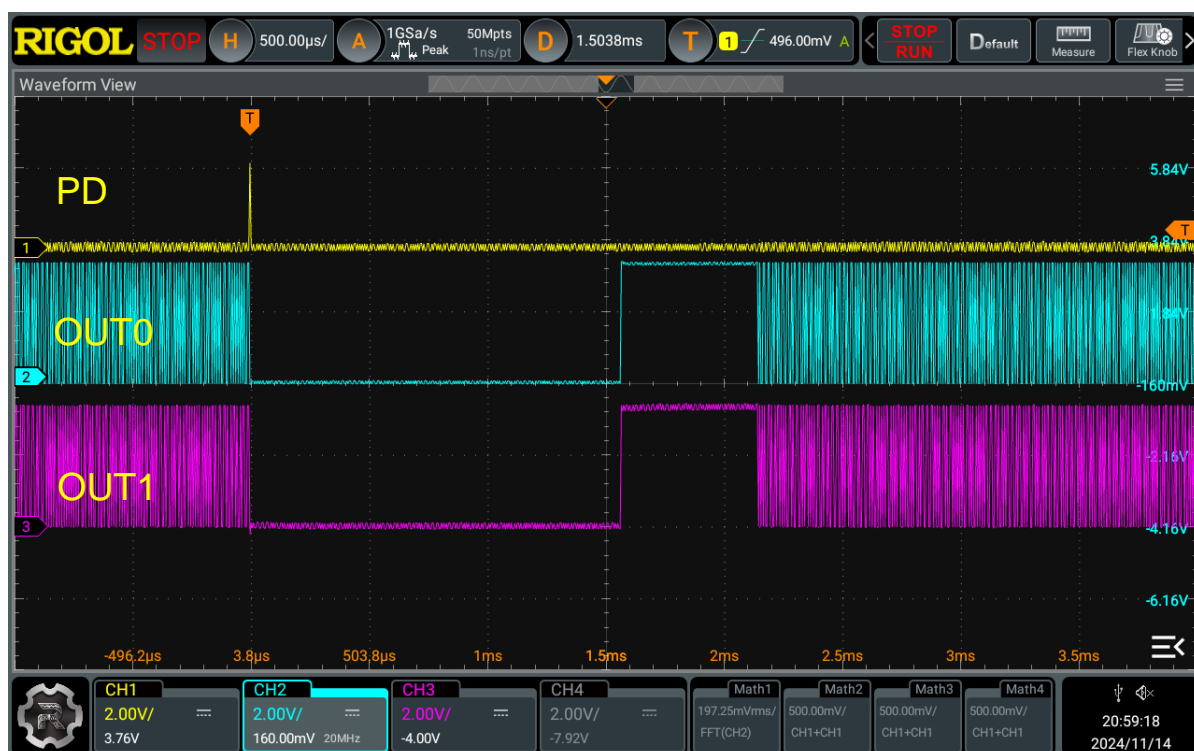 RIGOL STOP H 500.00μs/ A 1GSa/s Peak 50Mpts 1ns/pt D 1.5038ms T 1 496.00mV A STOP RUN Default Measure Flex Knob
Waveform View
T
5.84V
PD
1
T
3.84V
1.84V
OUT0
2
-160mV
-2.16V
OUT1
3
-4.16V
-6.16V
-496.2μs 3.8μs 503.8μs 1ms 1.5ms 2ms 2.5ms 3ms 3.5ms
CH1 CH2 CH3 CH4 Math1 Math2 Math3 Math4
2.00V/ 2.00V/ 2.00V/ 2.00V/ 197.25mVrms/ 500.00mV/ 500.00mV/ 500.00mV/
3.76V 160.00mV 20MHz -4.00V -7.92V FFT(CH2) CH1+CH1 CH1+CH1 CH1+CH1
20:59:18
2024/11/14